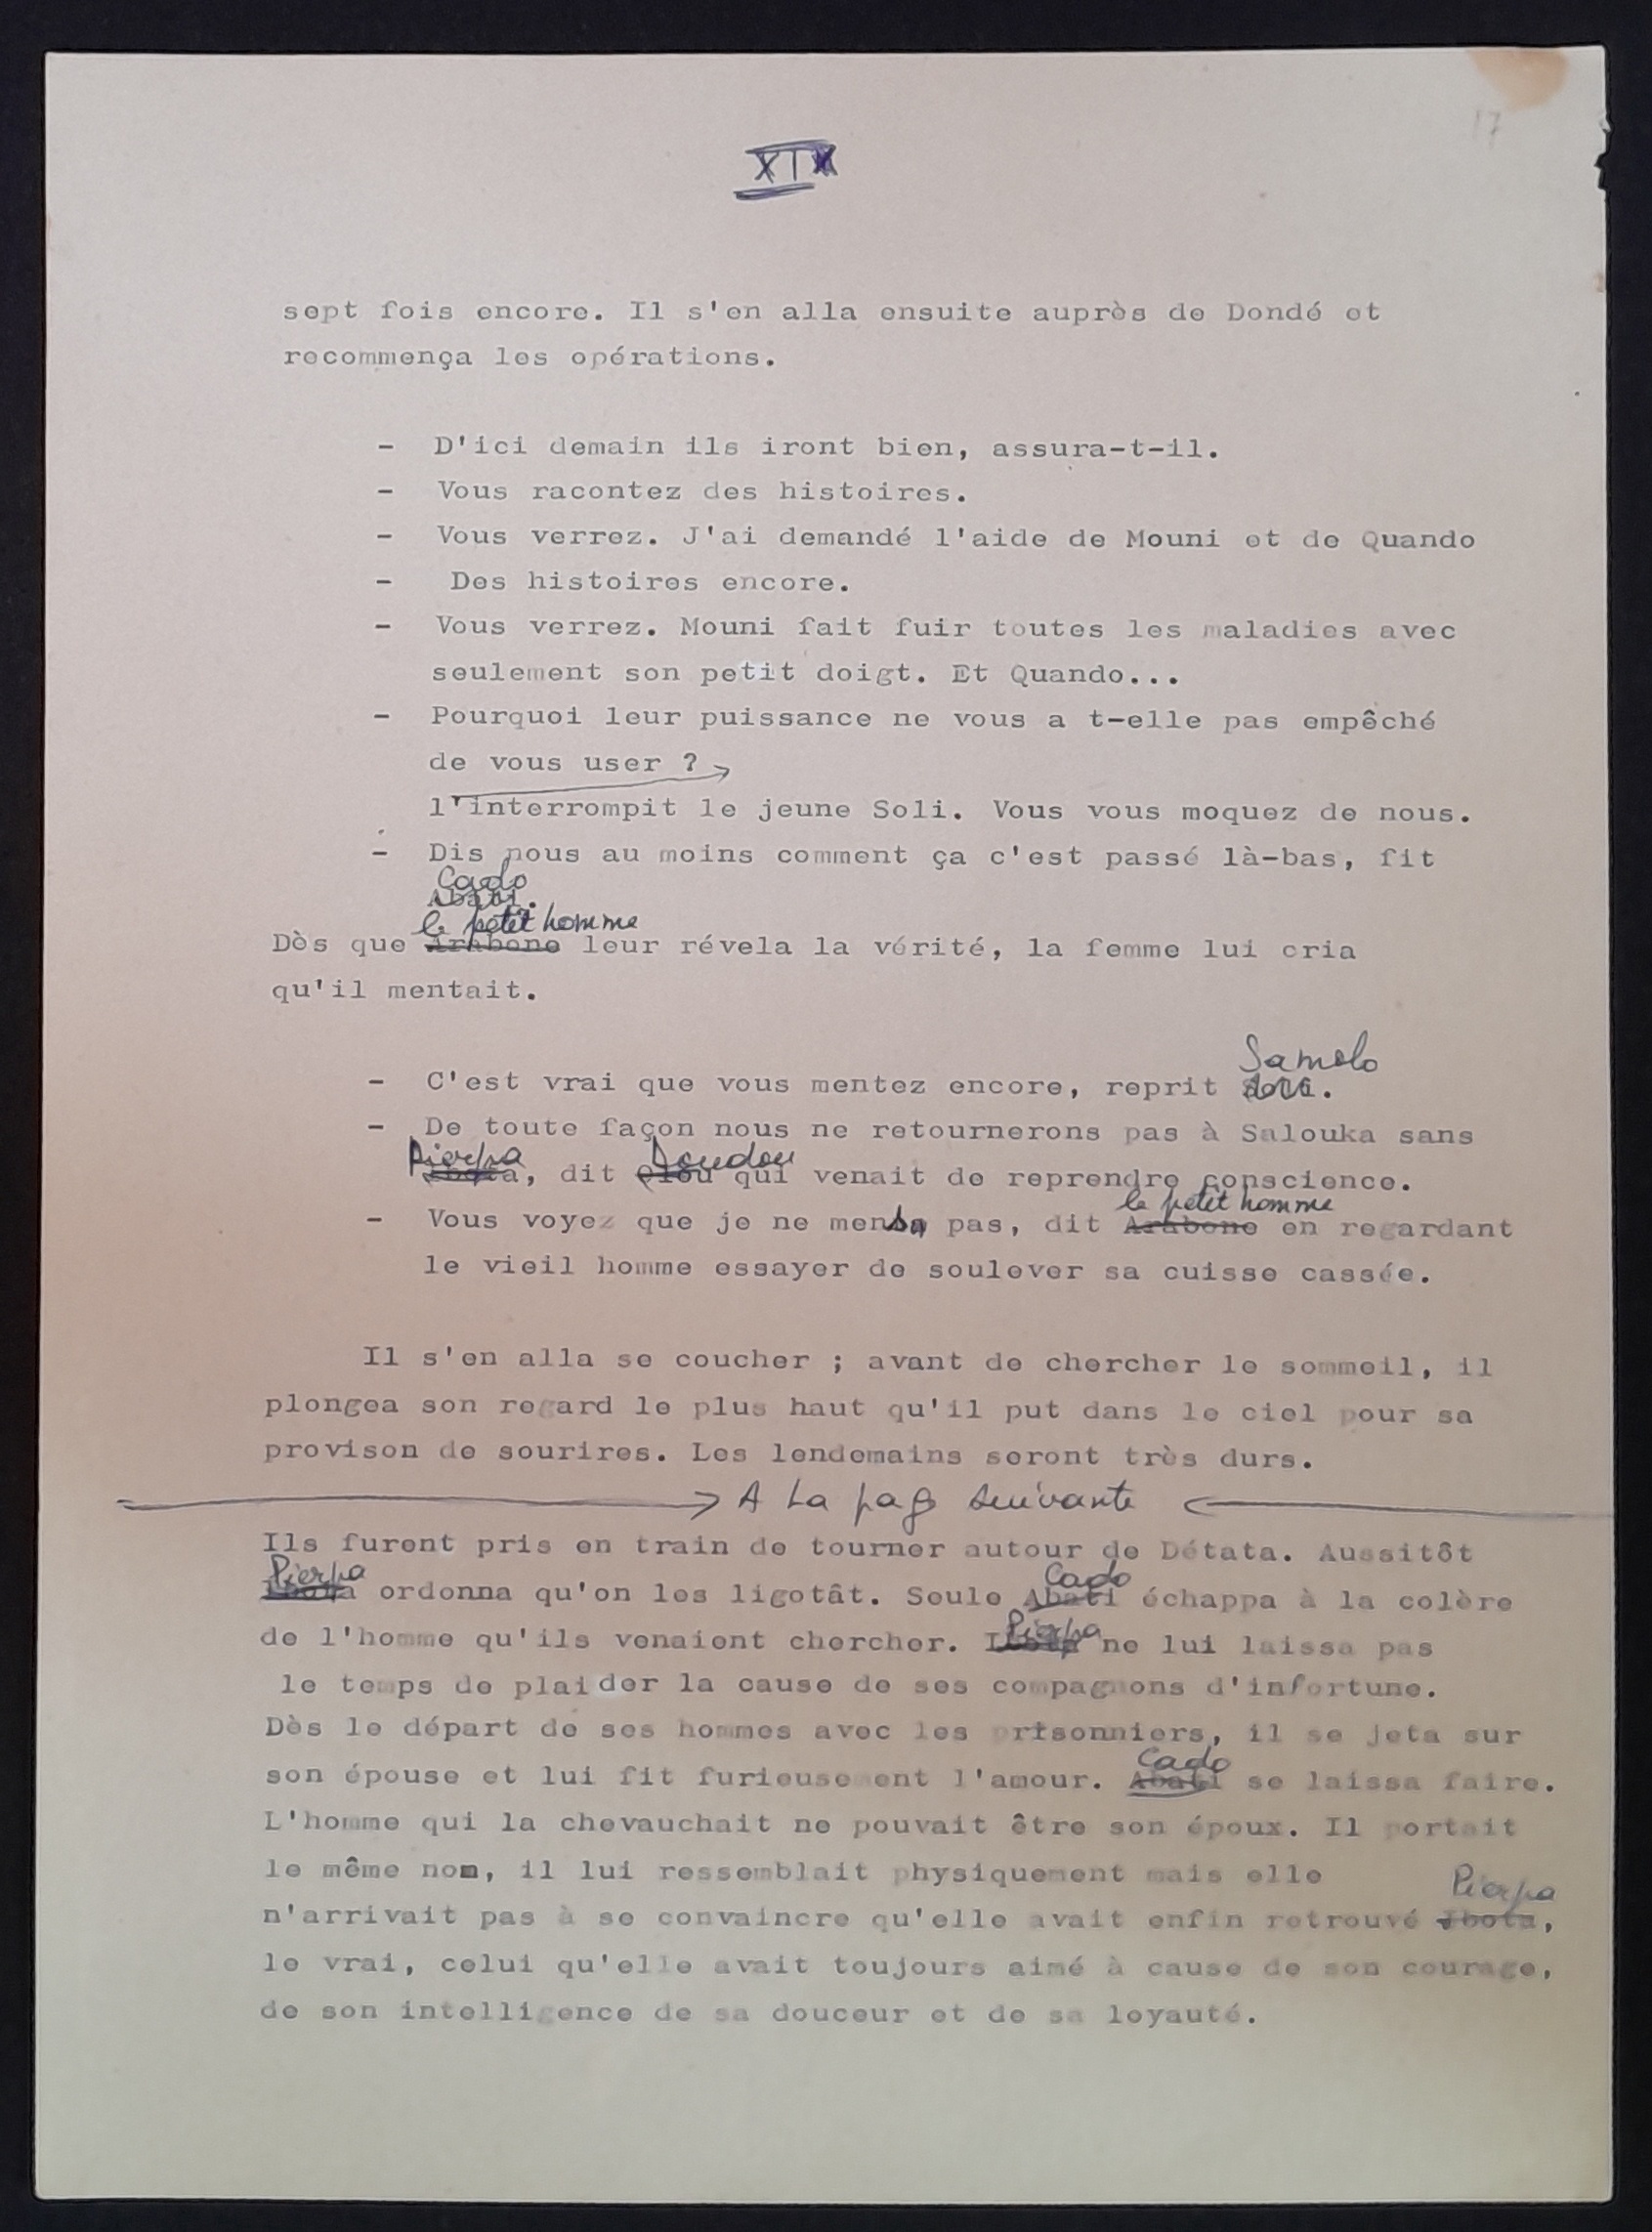 17
XIX
sept fois encore. Il s'en alla ensuite auprès de Dondé et
recommença les opérations.
- D'ici demain ils iront bien, assura-t-il.
- Vous racontez des histoires.
- Vous verrez. J'ai demandé l'aide de Mouni et de Quando
- Des histoires encore.
- Vous verrez. Mouni fait fuir toutes les maladies avec
seulement son petit doigt. Et Quando...
- Pourquoi leur puissance ne vous a t-elle pas empêché
de vous user ?
l'interrompit le jeune Soli. Vous vous moquez de nous.
- Dis nous au moins comment ça c'est passé là-bas, fit
Cado
Abati.
le petit homme
Dès que Arabone leur révela la vérité, la femme lui cria
qu'il mentait.
Samolo
- C'est vrai que vous mentez encore, reprit
- De toute façon nous ne retournerons pas à Salouka sans
Pierpa Doudou
Ibota, dit Clou qui venait de reprendre conscience.
le petit homme
- Vous voyez que je ne mens pas, dit Arabone en regardant
le vieil homme essayer de soulever sa cuisse cassée.
Il s'en alla se coucher ; avant de chercher le sommeil, il
plongea son regard le plus haut qu'il put dans le ciel pour sa
provison de sourires. Les lendemains seront très durs.
A la page suivante
Ils furent pris en train de tourner autour de Détata. Aussitôt
Pierpa Cado
Ibota ordonna qu'on les ligotât. Seule Abati échappa à la colère
Pierpa
de l'homme qu'ils venaient chercher. Ibota ne lui laissa pas
le temps de plaider la cause de ses compagnons d'infortune.
Dès le départ de ses hommes avec les prisonniers, il se jeta sur
Cado
son épouse et lui fit furieusement l'amour. Abati se laissa faire.
L'homme qui la chevauchait ne pouvait être son époux. Il portait
le même nom, il lui ressemblait physiquement mais elle
Pierpa
n'arrivait pas à se convaincre qu'elle avait enfin retrouvé Ibota,
le vrai, celui qu'elle avait toujours aimé à cause de son courage,
de son intelligence de sa douceur et de sa loyauté.